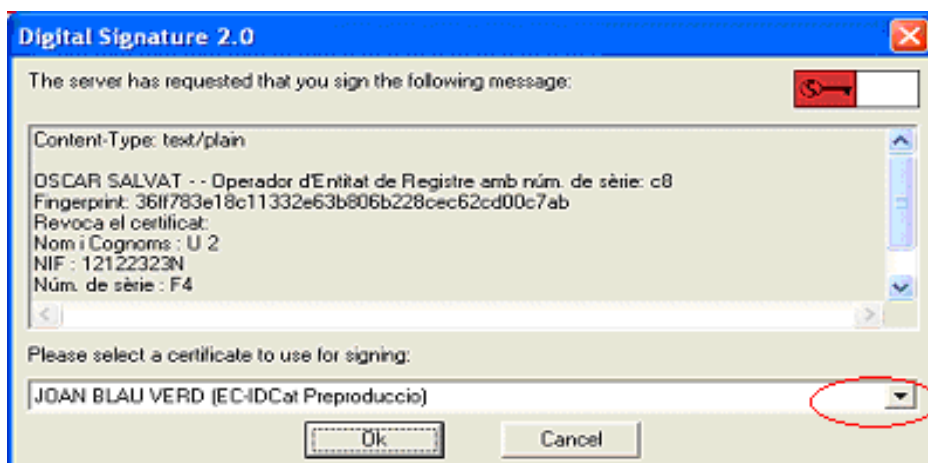 Digital Signature 2.0
The server has requested that you sign the following message:
Content-Type: text/plain
OSCAR SALVAT - - Operador d'Entitat de Registre amb núm. de sèrie: c8
Fingerprint: 36ff783e18c11332e63b806b228cec62cd00c7ab
Revoca el certificat:
Nom i Cognoms : U 2
NIF : 12122323N
Núm. de sèrie : F4
Please select a certificate to use for signing:
JOAN BLAU VERD (EC-IDCat Preproduccio)
Ok Cancel